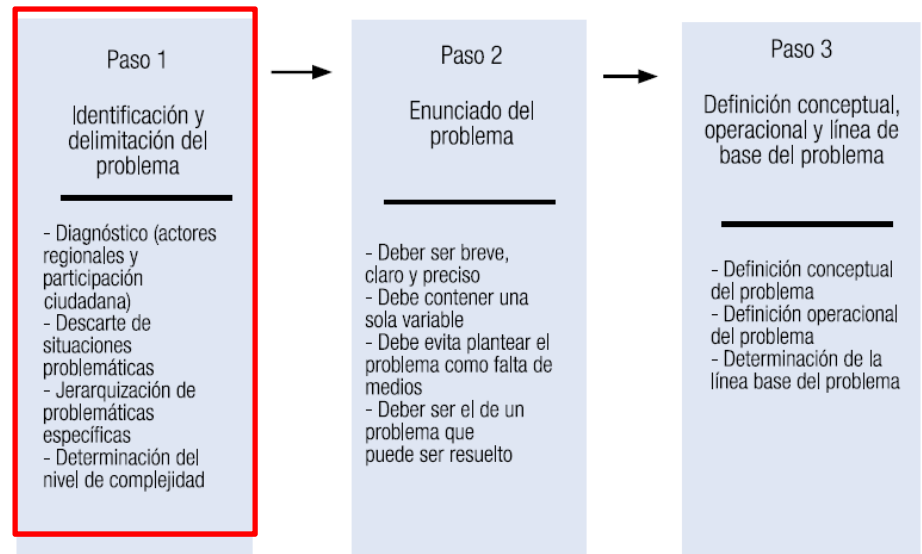 Paso 1
Identificación y
delimitación del
problema
- Diagnóstico (actores
regionales y
participación
ciudadana)
- Descarte de
situaciones
problemáticas
- Jerarquización de
problemáticas
específicas
- Determinación del
nivel de complejidad
Paso 2
Enunciado del
problema
- Deber ser breve,
claro y preciso
- Debe contener una
sola variable
- Debe evita plantear el
problema como falta de
medios
- Deber ser el de un
problema que
puede ser resuelto
Paso 3
Definición conceptual,
operacional y línea de
base del problema
- Definición conceptual
del problema
- Definición operacional
del problema
- Determinación de la
línea base del problema